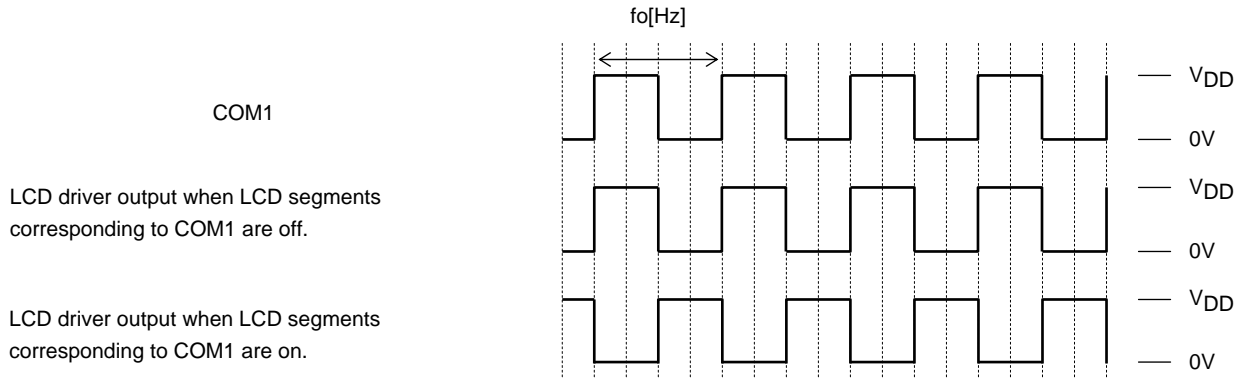 fo[Hz]
COM1
VDD
0V
LCD driver output when LCD segments
corresponding to COM1 are off.
VDD
0V
LCD driver output when LCD segments
corresponding to COM1 are on.
VDD
0V